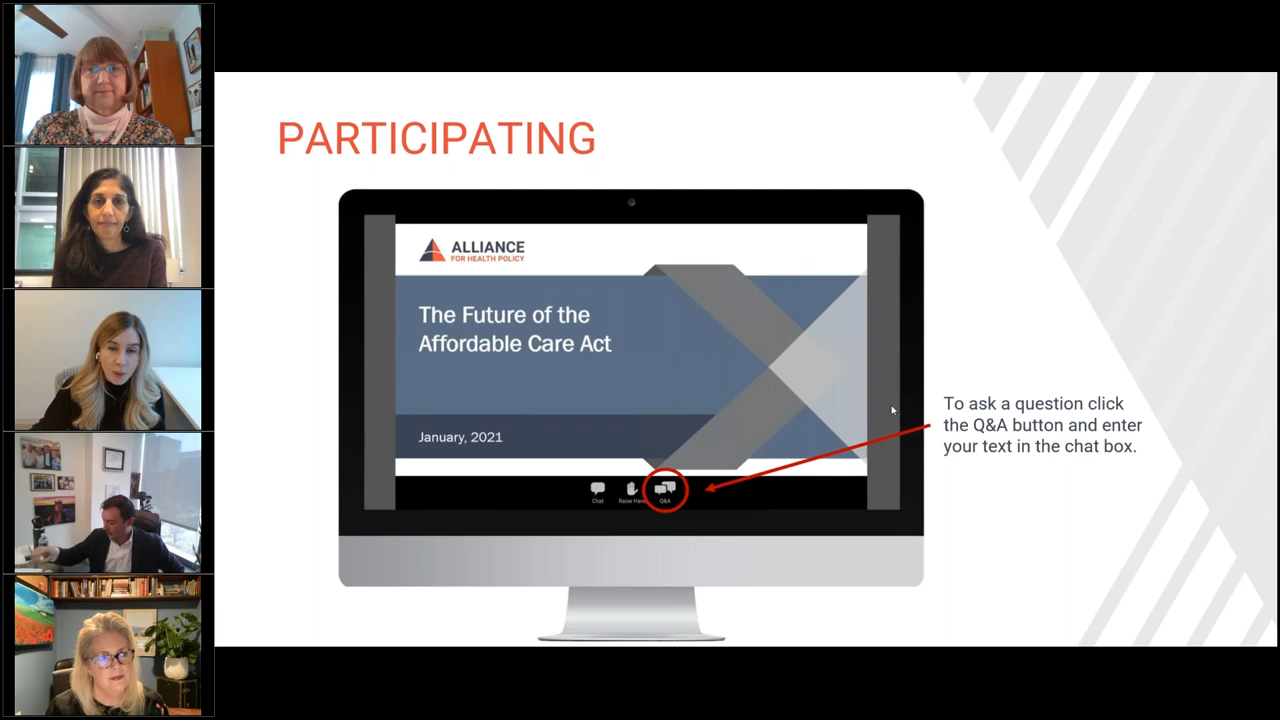 PARTICIPATING
ALLIANCE
FOR HEALTH POLICY
The Future of the
Affordable Care Act
January, 2021
Chat
Raise Hand
Q&A
To ask a question click
the Q&A button and enter
your text in the chat box.